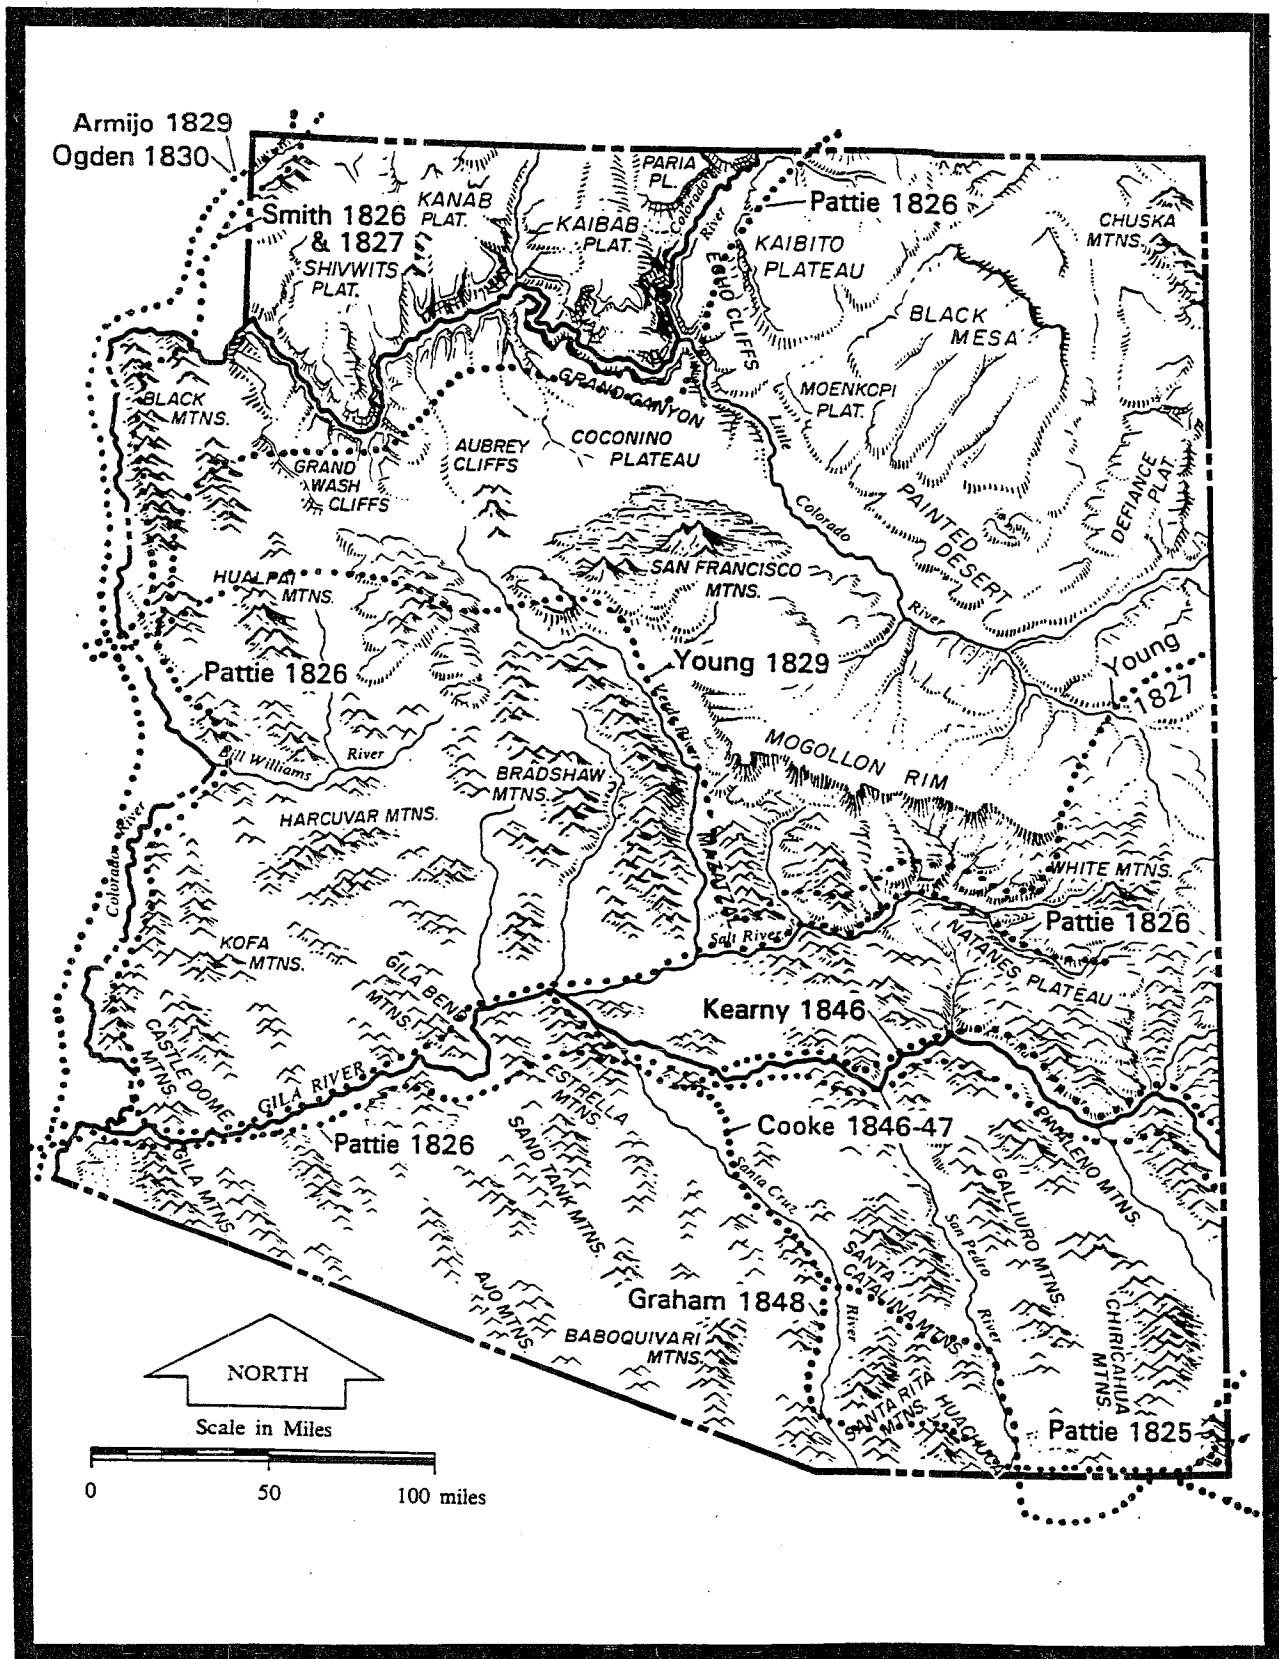 Armijo 1829
Ogden 1830
Smith 1826
& 1827
SHIVWITS
PLAT.
KANAB
PLAT.
KAIBAB
PLAT.
PARIA
PL.
Colorado
River
Pattie 1826
KAIBITO
PLATEAU
CHUSKA
MTNS.
ECHO CLIFFS
BLACK
MESA
BLACK
MTNS.
GRAND CANYON
MOENKCPI
PLAT.
Little
Colorado
River
AUBREY
CLIFFS
COCONINO
PLATEAU
GRAND
WASH
CLIFFS
PAINTED
DESERT
DEFIANCE
PLAT.
SAN FRANCISCO
MTNS.
HUALPAI
MTNS.
Pattie 1826
Young 1829
Young
1827
Verde River
Bill Williams
River
MOGOLLON RIM
BRADSHAW
MTNS.
HARCUVAR MTNS.
Colorado River
MAZATZAL
WHITE MTNS.
Salt River
Pattie 1826
KOFA
MTNS.
NATANES PLATEAU
GILA BEND
MTNS.
Kearny 1846
CASTLE DOME
MTNS.
GILA RIVER
ESTRELLA
MTNS
Cooke 1846-47
Pattie 1826
PINALENO MTNS.
GILA MTNS.
SAND TANK MTNS.
Santa Cruz
River
GALLIURO MTNS.
San Pedro
River
SANTA
CATALINA MTNS
Graham 1848
AJO MTNS.
BABOQUIVARI
MTNS.
CHIRICAHUA
MTNS.
SANTA RITA
MTNS.
HUACHUCA
Pattie 1825
NORTH
Scale in Miles
0 50 100 miles